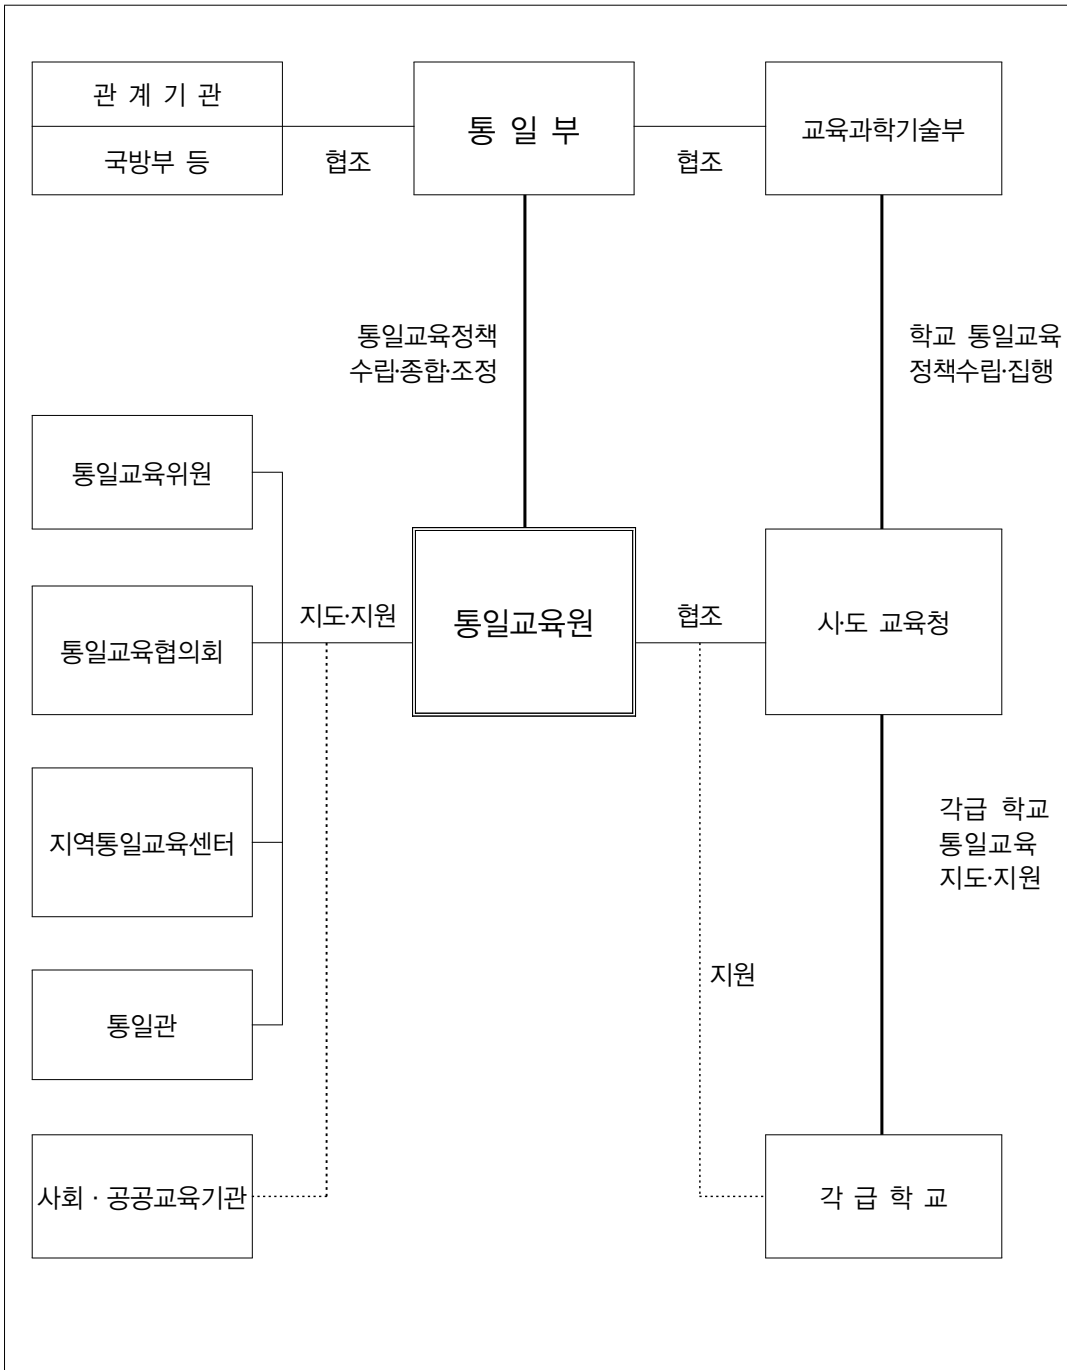 관 계 기 관
국방부 등
협조
통 일 부
협조
교육과학기술부
통일교육정책
수립·종합·조정
학교 통일교육
정책수립·집행
통일교육위원
통일교육협의회
지도·지원
통일교육원
협조
시·도 교육청
지역통일교육센터
각급 학교
통일교육
지도·지원
지원
통일관
사회 · 공공교육기관
각 급 학 교